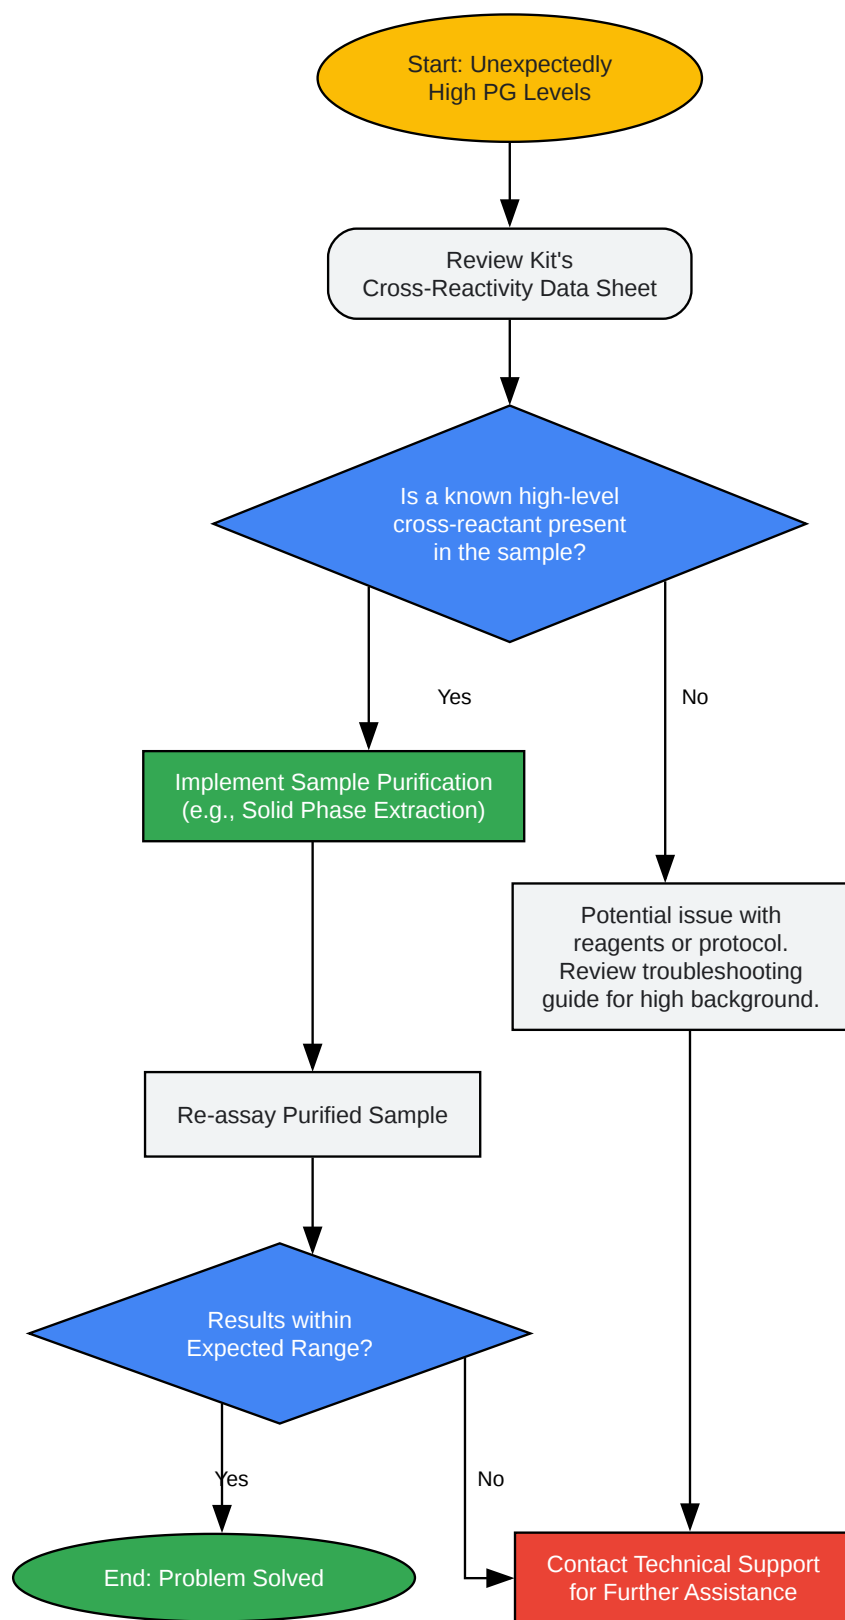 Start: Unexpectedly
High PG Levels
Review Kit's
Cross-Reactivity Data Sheet
Is a known high-level
cross-reactant present
in the sample?
Yes
No
Implement Sample Purification
(e.g., Solid Phase Extraction)
Potential issue with
reagents or protocol.
Review troubleshooting
guide for high background.
Re-assay Purified Sample
Results within
Expected Range?
Yes
No
End: Problem Solved
Contact Technical Support
for Further Assistance